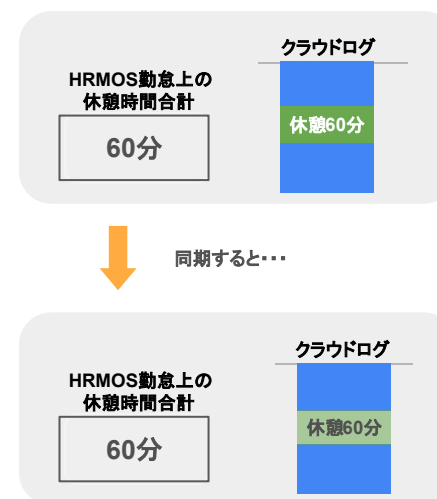 クラウドログ
HRMOS勤怠上の
休憩時間合計
休憩60分
60分
同期すると･･･
クラウドログ
HRMOS勤怠上の
休憩時間合計
休憩60分
60分